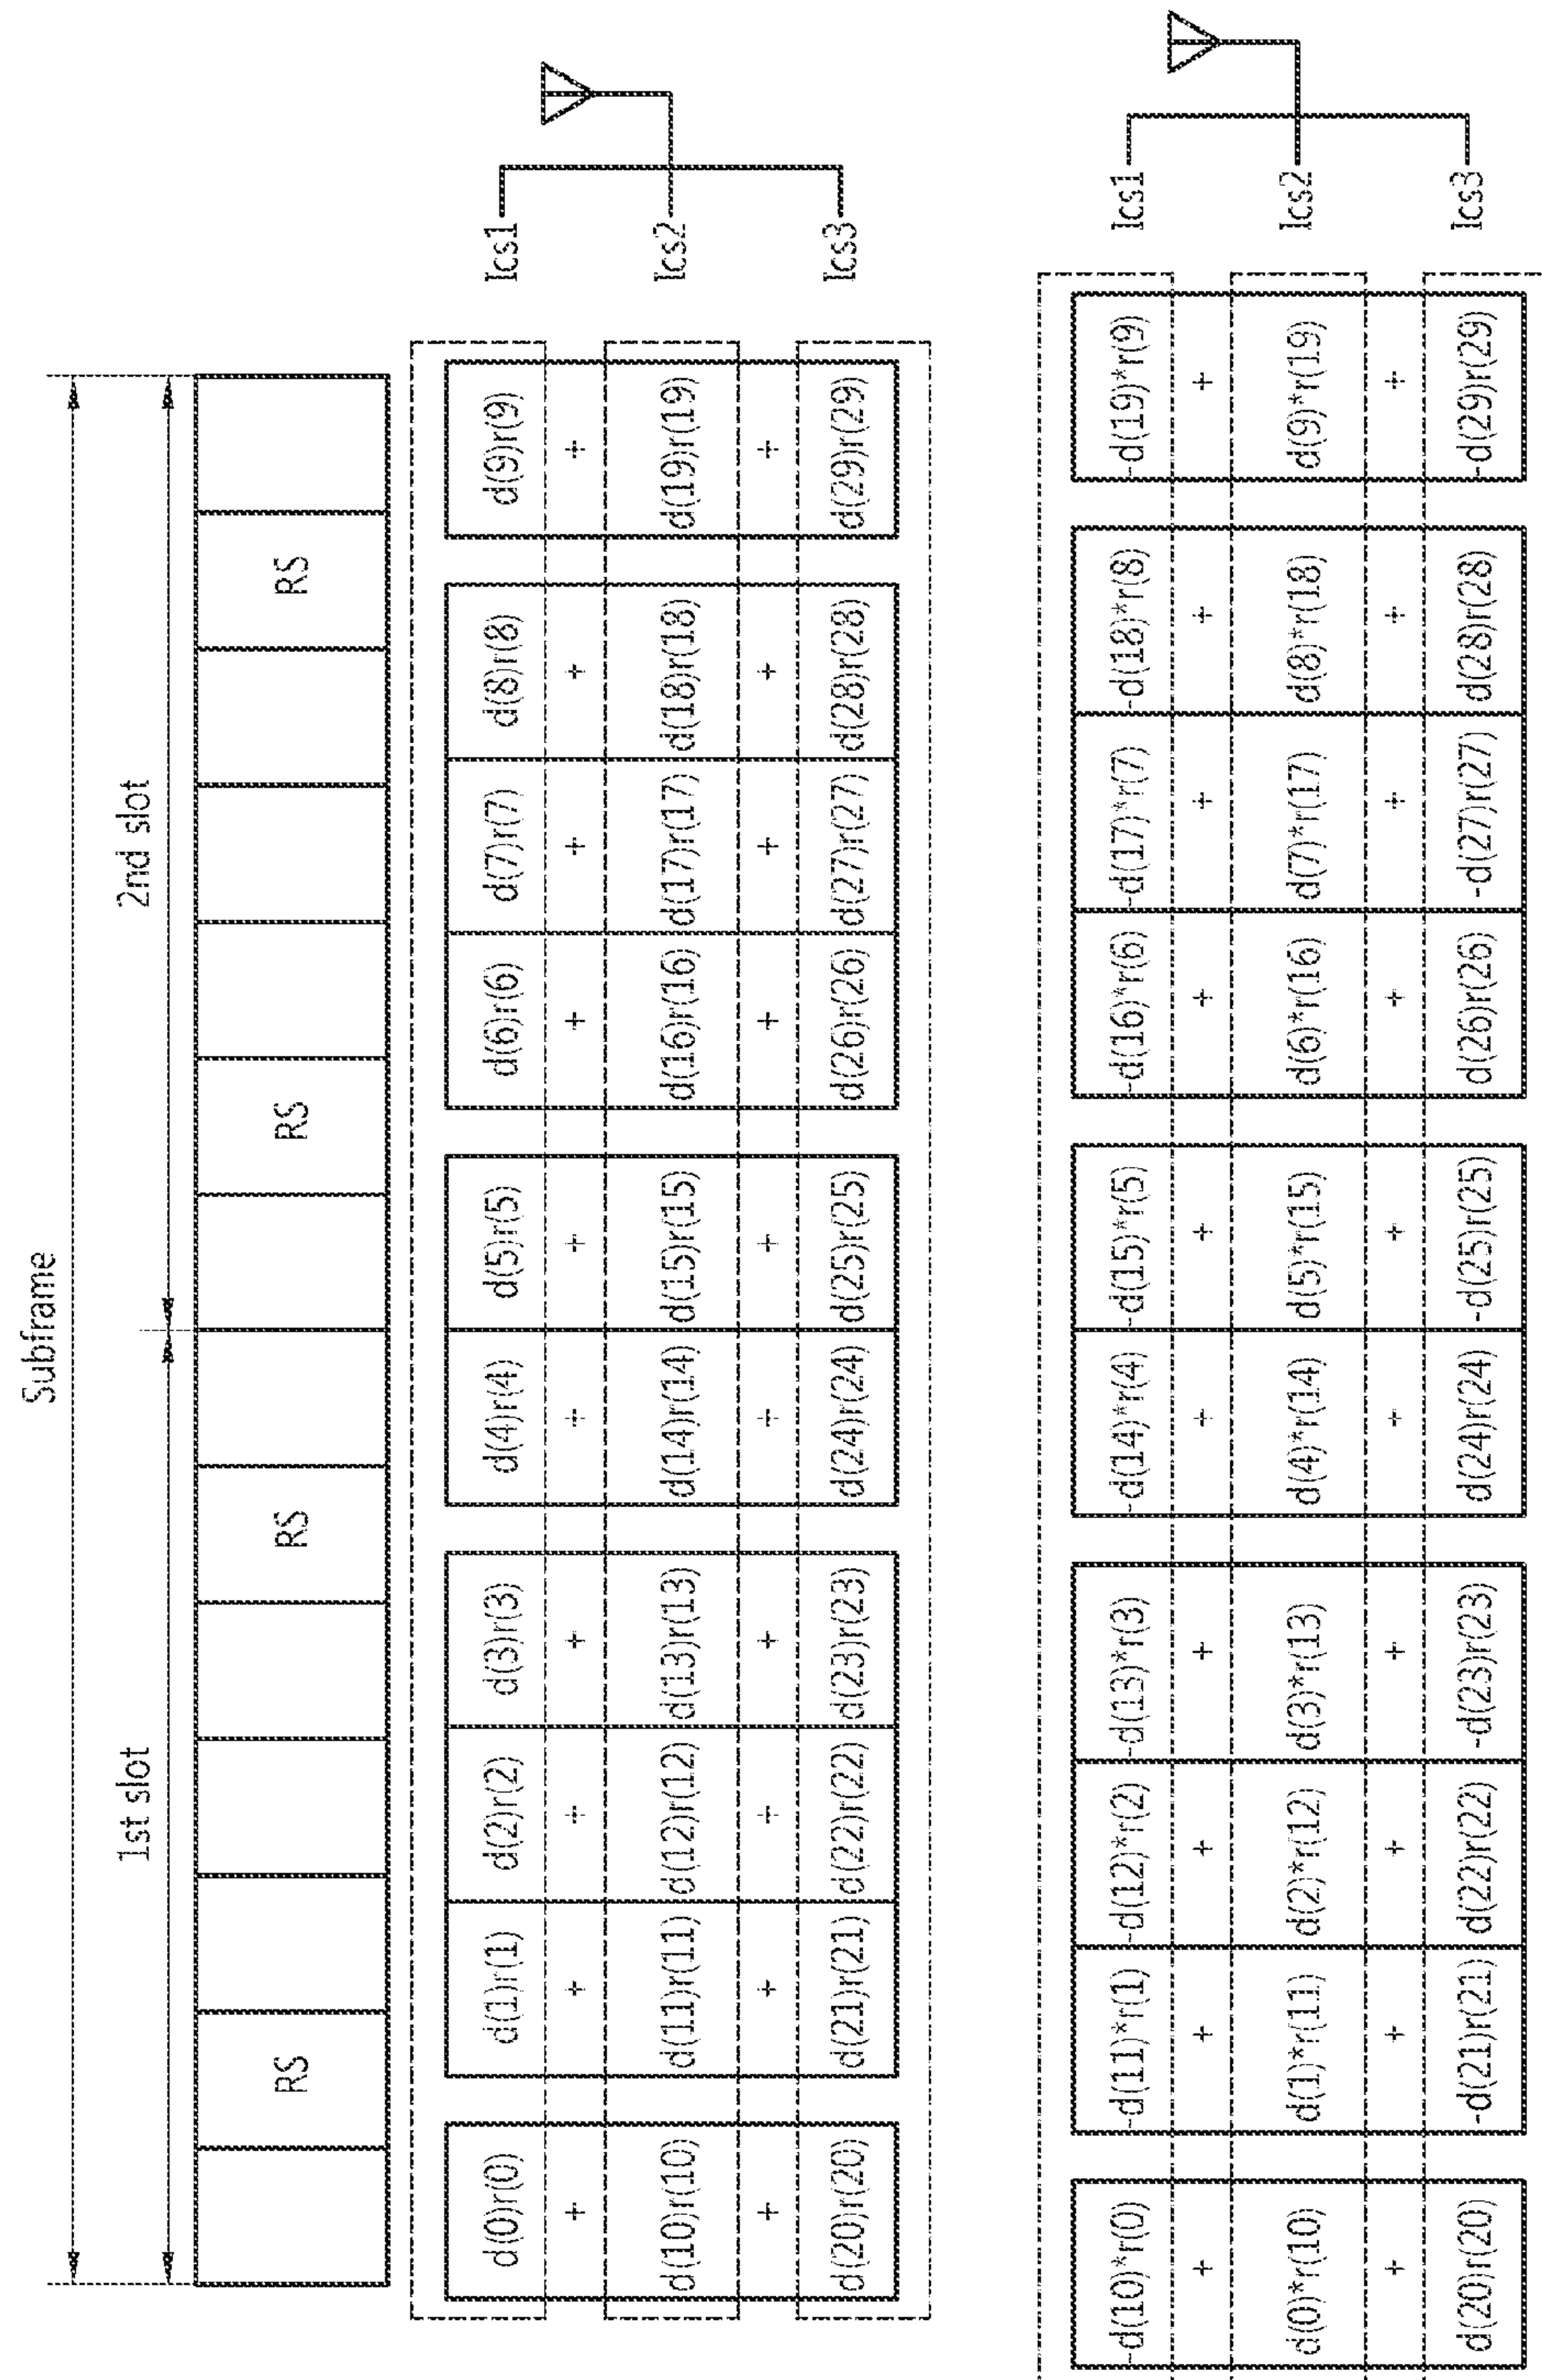 Subframe
1st slot 2nd slot
RS RS RS RS
d(0)r(0) d(1)r(1) d(2)r(2) d(3)r(3) d(4)r(4) d(5)r(5) d(6)r(6) d(7)r(7) d(8)r(8) d(9)r(9) Ics1
+ + + + + + + + + +
d(10)r(10) d(11)r(11) d(12)r(12) d(13)r(13) d(14)r(14) d(15)r(15) d(16)r(16) d(17)r(17) d(18)r(18) d(19)r(19) Ics2
+ + + + + + + + + +
d(20)r(20) d(21)r(21) d(22)r(22) d(23)r(23) d(24)r(24) d(25)r(25) d(26)r(26) d(27)r(27) d(28)r(28) d(29)r(29) Ics3
-d(10)*r(0) -d(11)*r(1) -d(12)*r(2) -d(13)*r(3) -d(14)*r(4) -d(15)*r(5) -d(16)*r(6) -d(17)*r(7) -d(18)*r(8) -d(19)*r(9) Ics1
+ + + + + + + + + +
d(0)*r(10) d(1)*r(11) d(2)*r(12) d(3)*r(13) d(4)*r(14) d(5)*r(15) d(6)*r(16) d(7)*r(17) d(8)*r(18) d(9)*r(19) Ics2
+ + + + + + + + + +
d(20)r(20) -d(21)r(21) d(22)r(22) -d(23)r(23) d(24)r(24) -d(25)r(25) d(26)r(26) -d(27)r(27) d(28)r(28) -d(29)r(29) Ics3